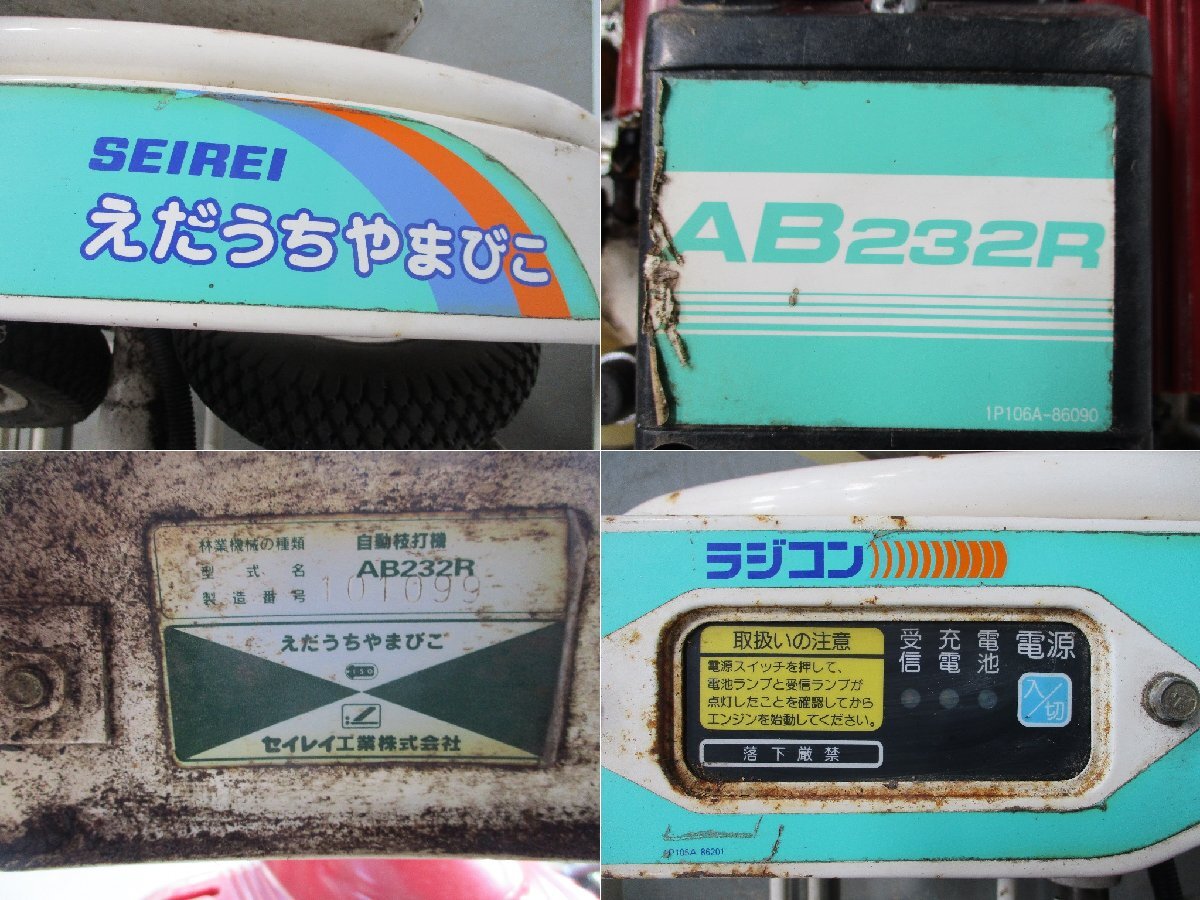 SEIREI
えだうちやまびこ
AB232R
1P106A-86090
林業機械の種類 自動枝打機
型式名 AB232R
製造番号 101099
えだうちやまびこ
セイレイ工業株式会社
ラジコン
取扱いの注意
電源スイッチを押して、
電池ランプと受信ランプが
点灯したことを確認してから
エンジンを始動してください。
落下厳禁
受信
充電
電池
電源
入/切
1P106A-86201